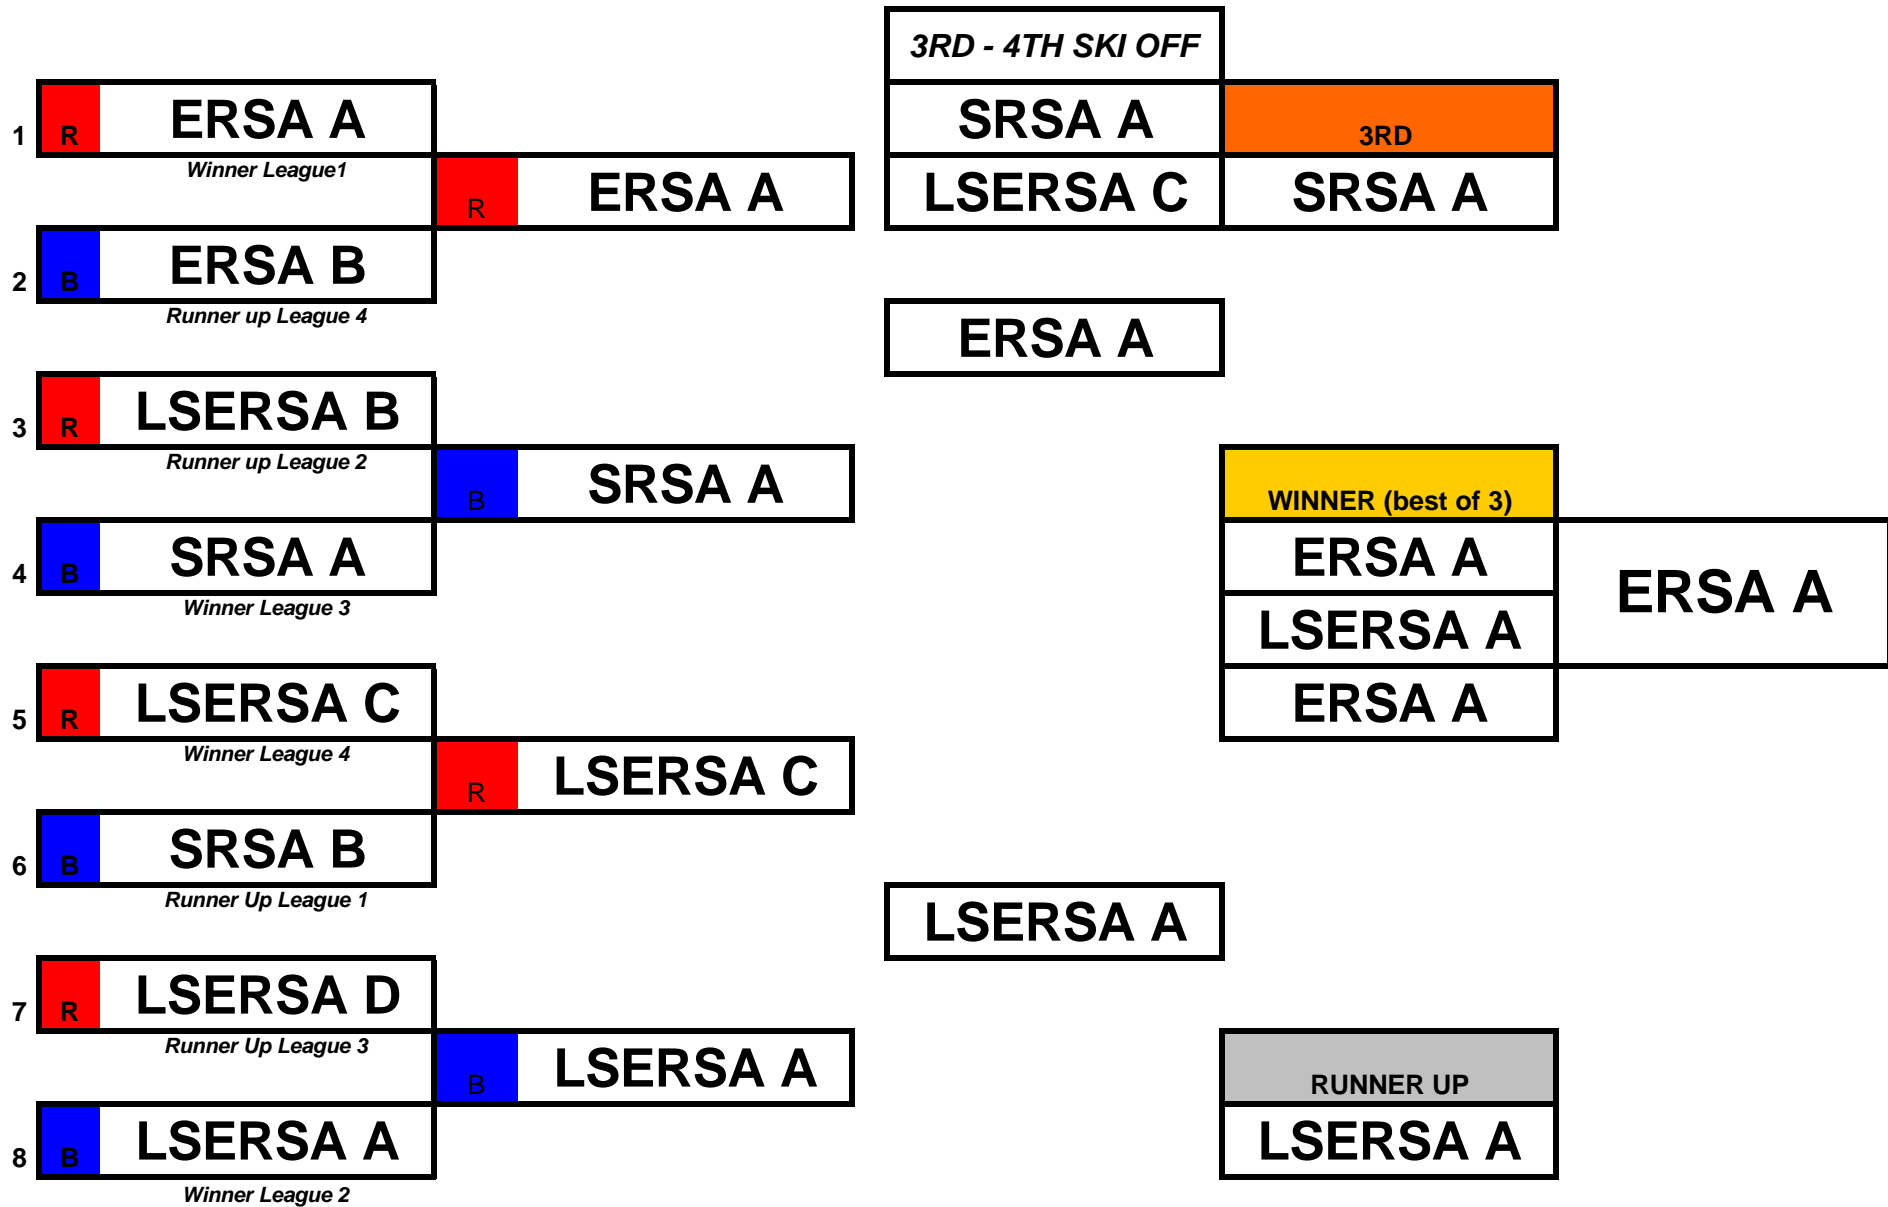 3RD - 4TH SKI OFF
1 R ERSA A
SRSA A
3RD
Winner League1
R ERSA A
LSERSA C
SRSA A
2 B ERSA B
Runner up League 4
ERSA A
3 R LSERSA B
Runner up League 2
B SRSA A
WINNER (best of 3)
4 B SRSA A
Winner League 3
ERSA A
ERSA A
LSERSA A
5 R LSERSA C
ERSA A
Winner League 4
R LSERSA C
6 B SRSA B
Runner Up League 1
LSERSA A
7 R LSERSA D
Runner Up League 3
B LSERSA A
RUNNER UP
8 B LSERSA A
LSERSA A
Winner League 2